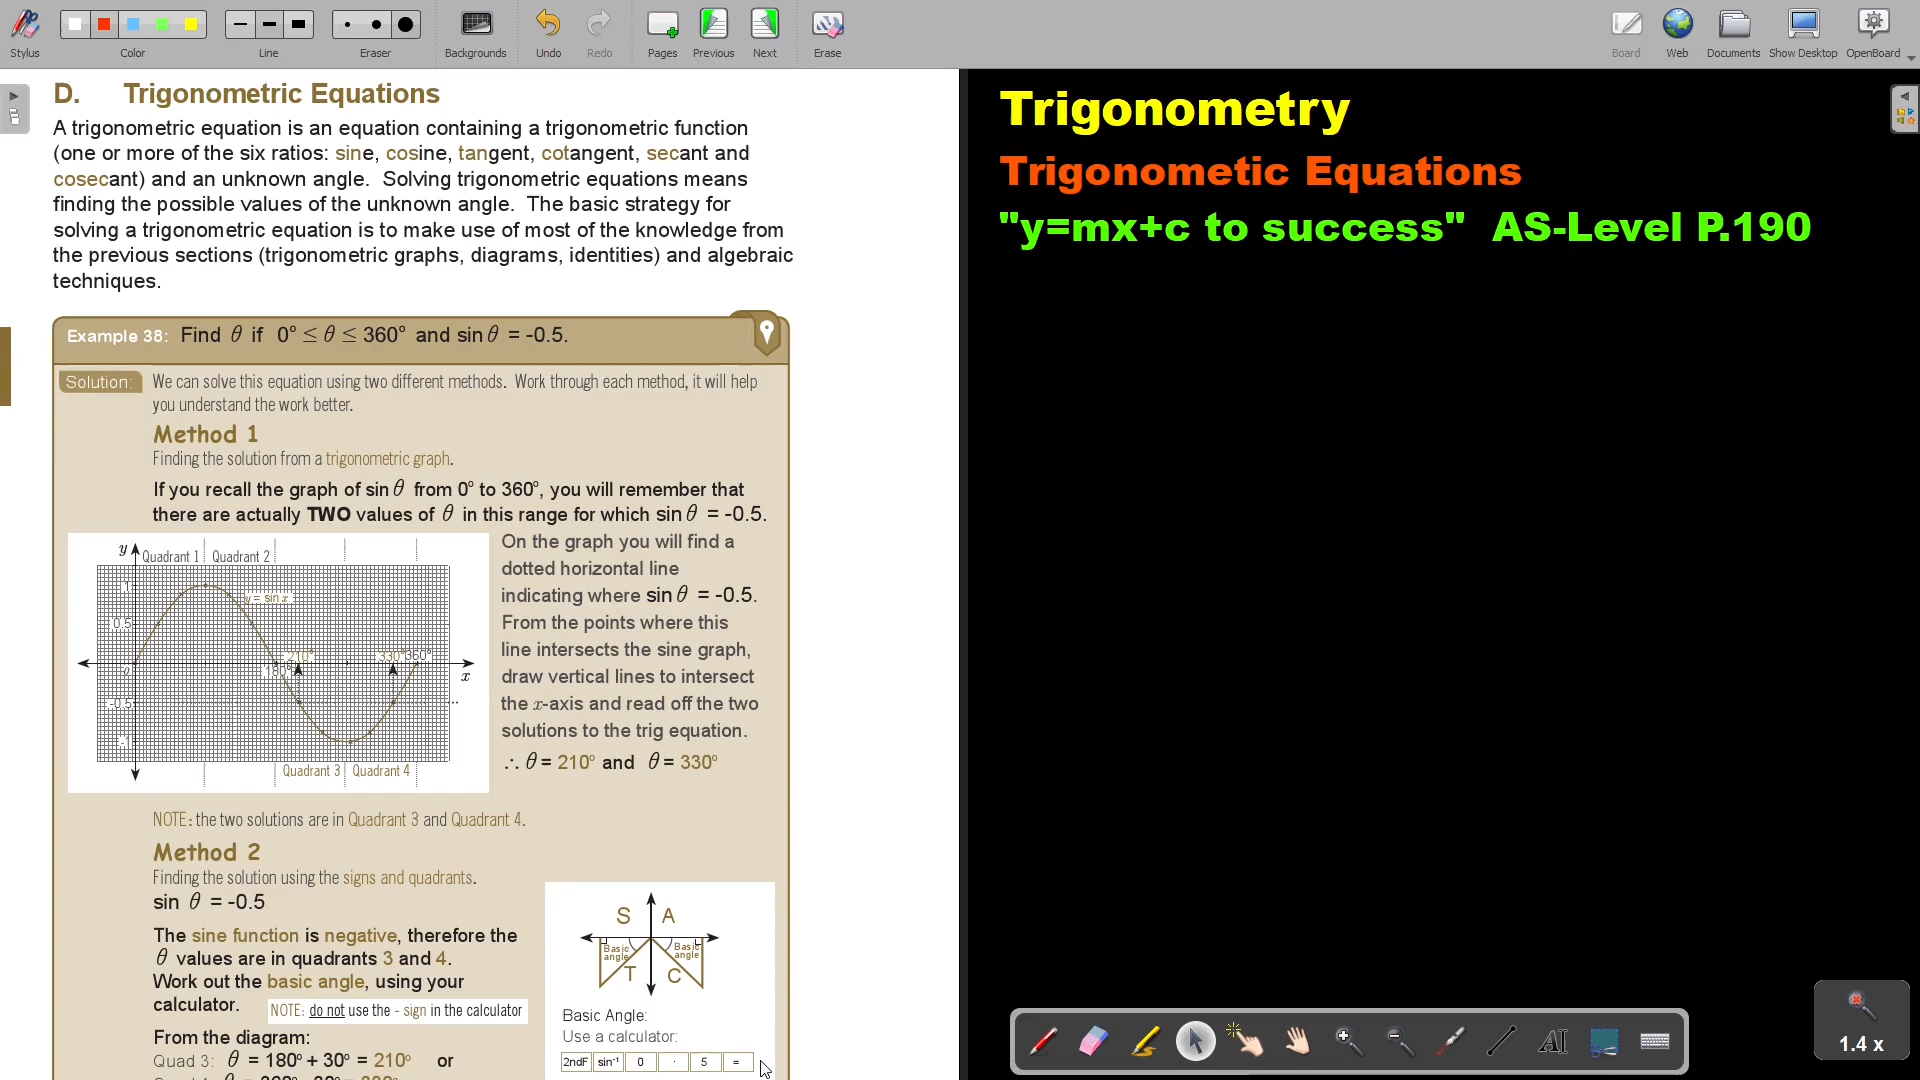 Stylus
Color
Line
Eraser
Backgrounds
Undo
Redo
Pages
Previous
Next
Erase
Board
Web
Documents
Show Desktop
OpenBoard
D. Trigonometric Equations
A trigonometric equation is an equation containing a trigonometric function
(one or more of the six ratios: sine, cosine, tangent, cotangent, secant and
cosecant) and an unknown angle. Solving trigonometric equations means
finding the possible values of the unknown angle. The basic strategy for
solving a trigonometric equation is to make use of most of the knowledge from
the previous sections (trigonometric graphs, diagrams, identities) and algebraic
techniques.
Example 38: Find θ if 0° ≤ θ ≤ 360° and sin θ = -0.5.
Solution: We can solve this equation using two different methods. Work through each method, it will help
you understand the work better.
Method 1
Finding the solution from a trigonometric graph.
If you recall the graph of sin θ from 0° to 360°, you will remember that
there are actually TWO values of θ in this range for which sin θ = -0.5.
y
Quadrant 1
Quadrant 2
1
y = sin x
0.5
210°
330°
360°
0
180°
x
-0.5
-1
Quadrant 3
Quadrant 4
On the graph you will find a
dotted horizontal line
indicating where sin θ = -0.5.
From the points where this
line intersects the sine graph,
draw vertical lines to intersect
the x-axis and read off the two
solutions to the trig equation.
∴ θ = 210° and θ = 330°
NOTE: the two solutions are in Quadrant 3 and Quadrant 4.
Method 2
Finding the solution using the signs and quadrants.
sin θ = -0.5
The sine function is negative, therefore the
θ values are in quadrants 3 and 4.
Work out the basic angle, using your
calculator.
NOTE: do not use the - sign in the calculator
From the diagram:
Quad 3: θ = 180° + 30° = 210° or
S A
Basic
angle
Basic
angle
T C
Basic Angle:
Use a calculator:
2ndF sin⁻¹ 0 . 5 =
Trigonometry
Trigonometic Equations
"y=mx+c to success" AS-Level P.190
AI
1.4 x